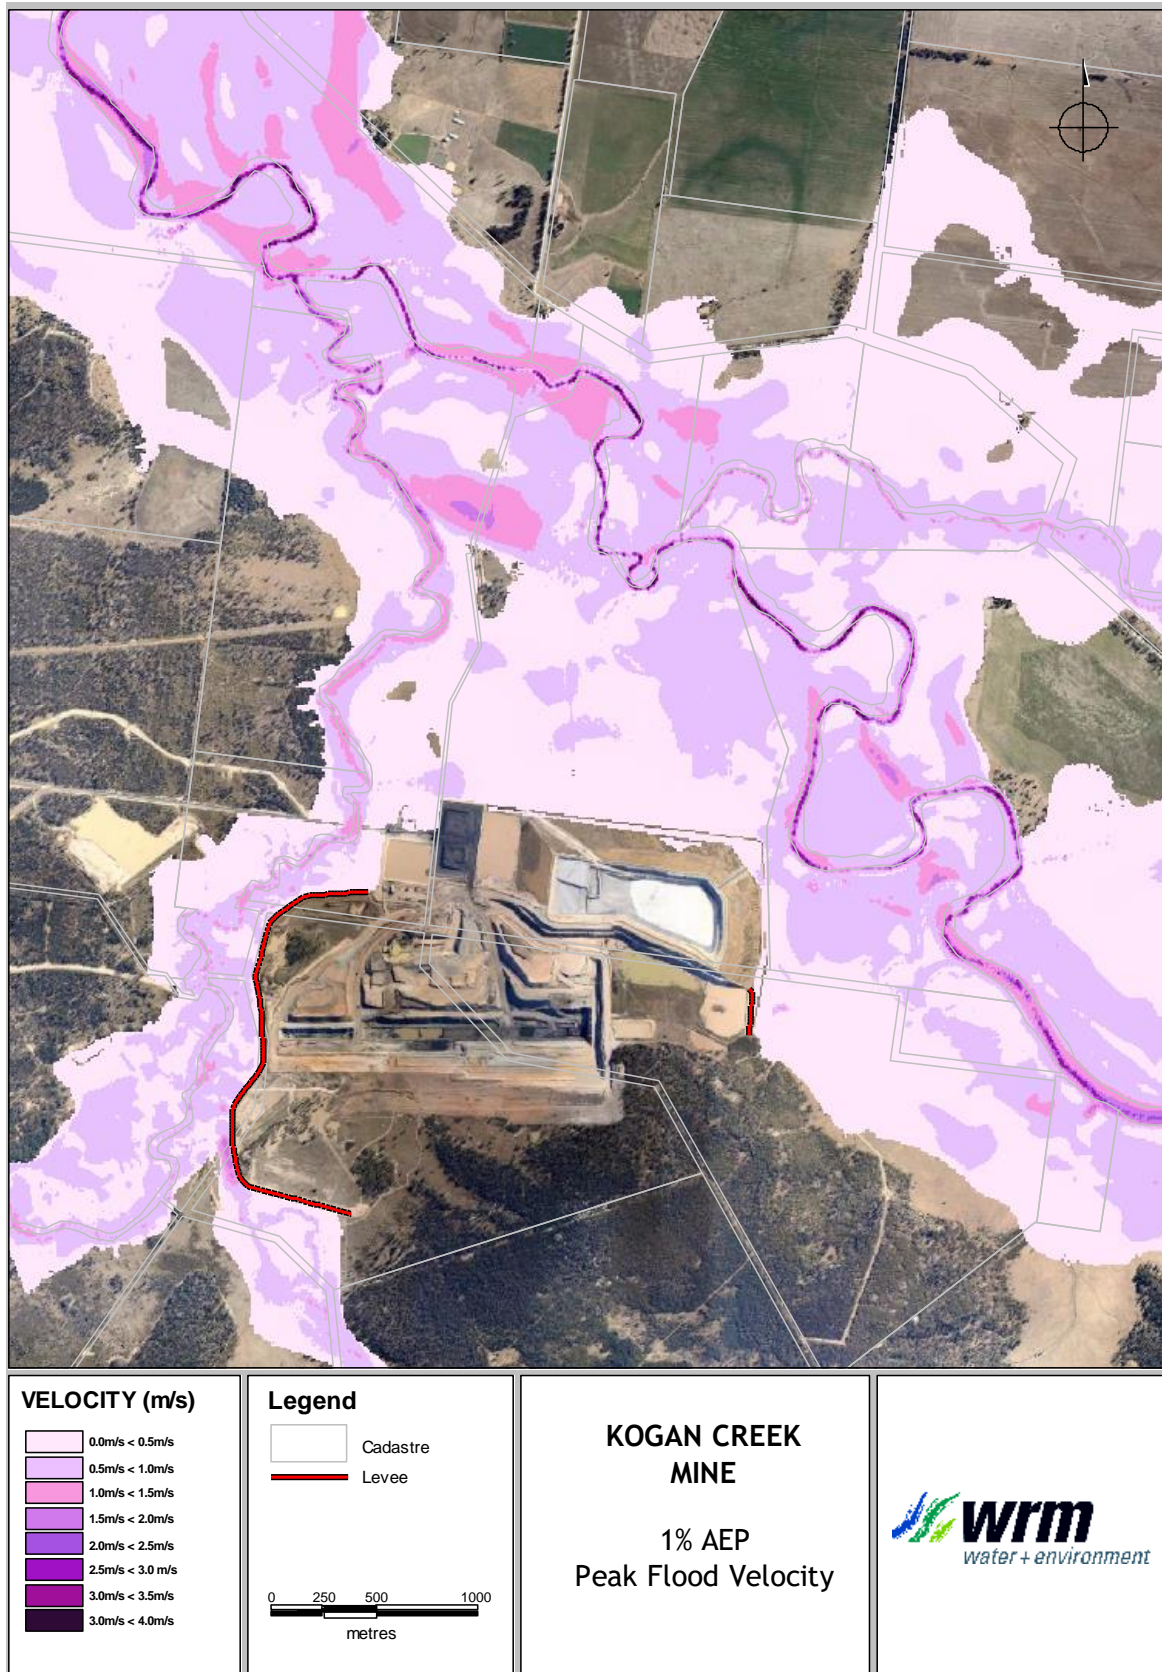 VELOCITY (m/s)
0.0m/s < 0.5m/s
0.5m/s < 1.0m/s
1.0m/s < 1.5m/s
1.5m/s < 2.0m/s
2.0m/s < 2.5m/s
2.5m/s < 3.0 m/s
3.0m/s < 3.5m/s
3.0m/s < 4.0m/s
Legend
Cadastre
Levee
0 250 500 1000
metres
KOGAN CREEK
MINE
1% AEP
Peak Flood Velocity
wrm
water + environment